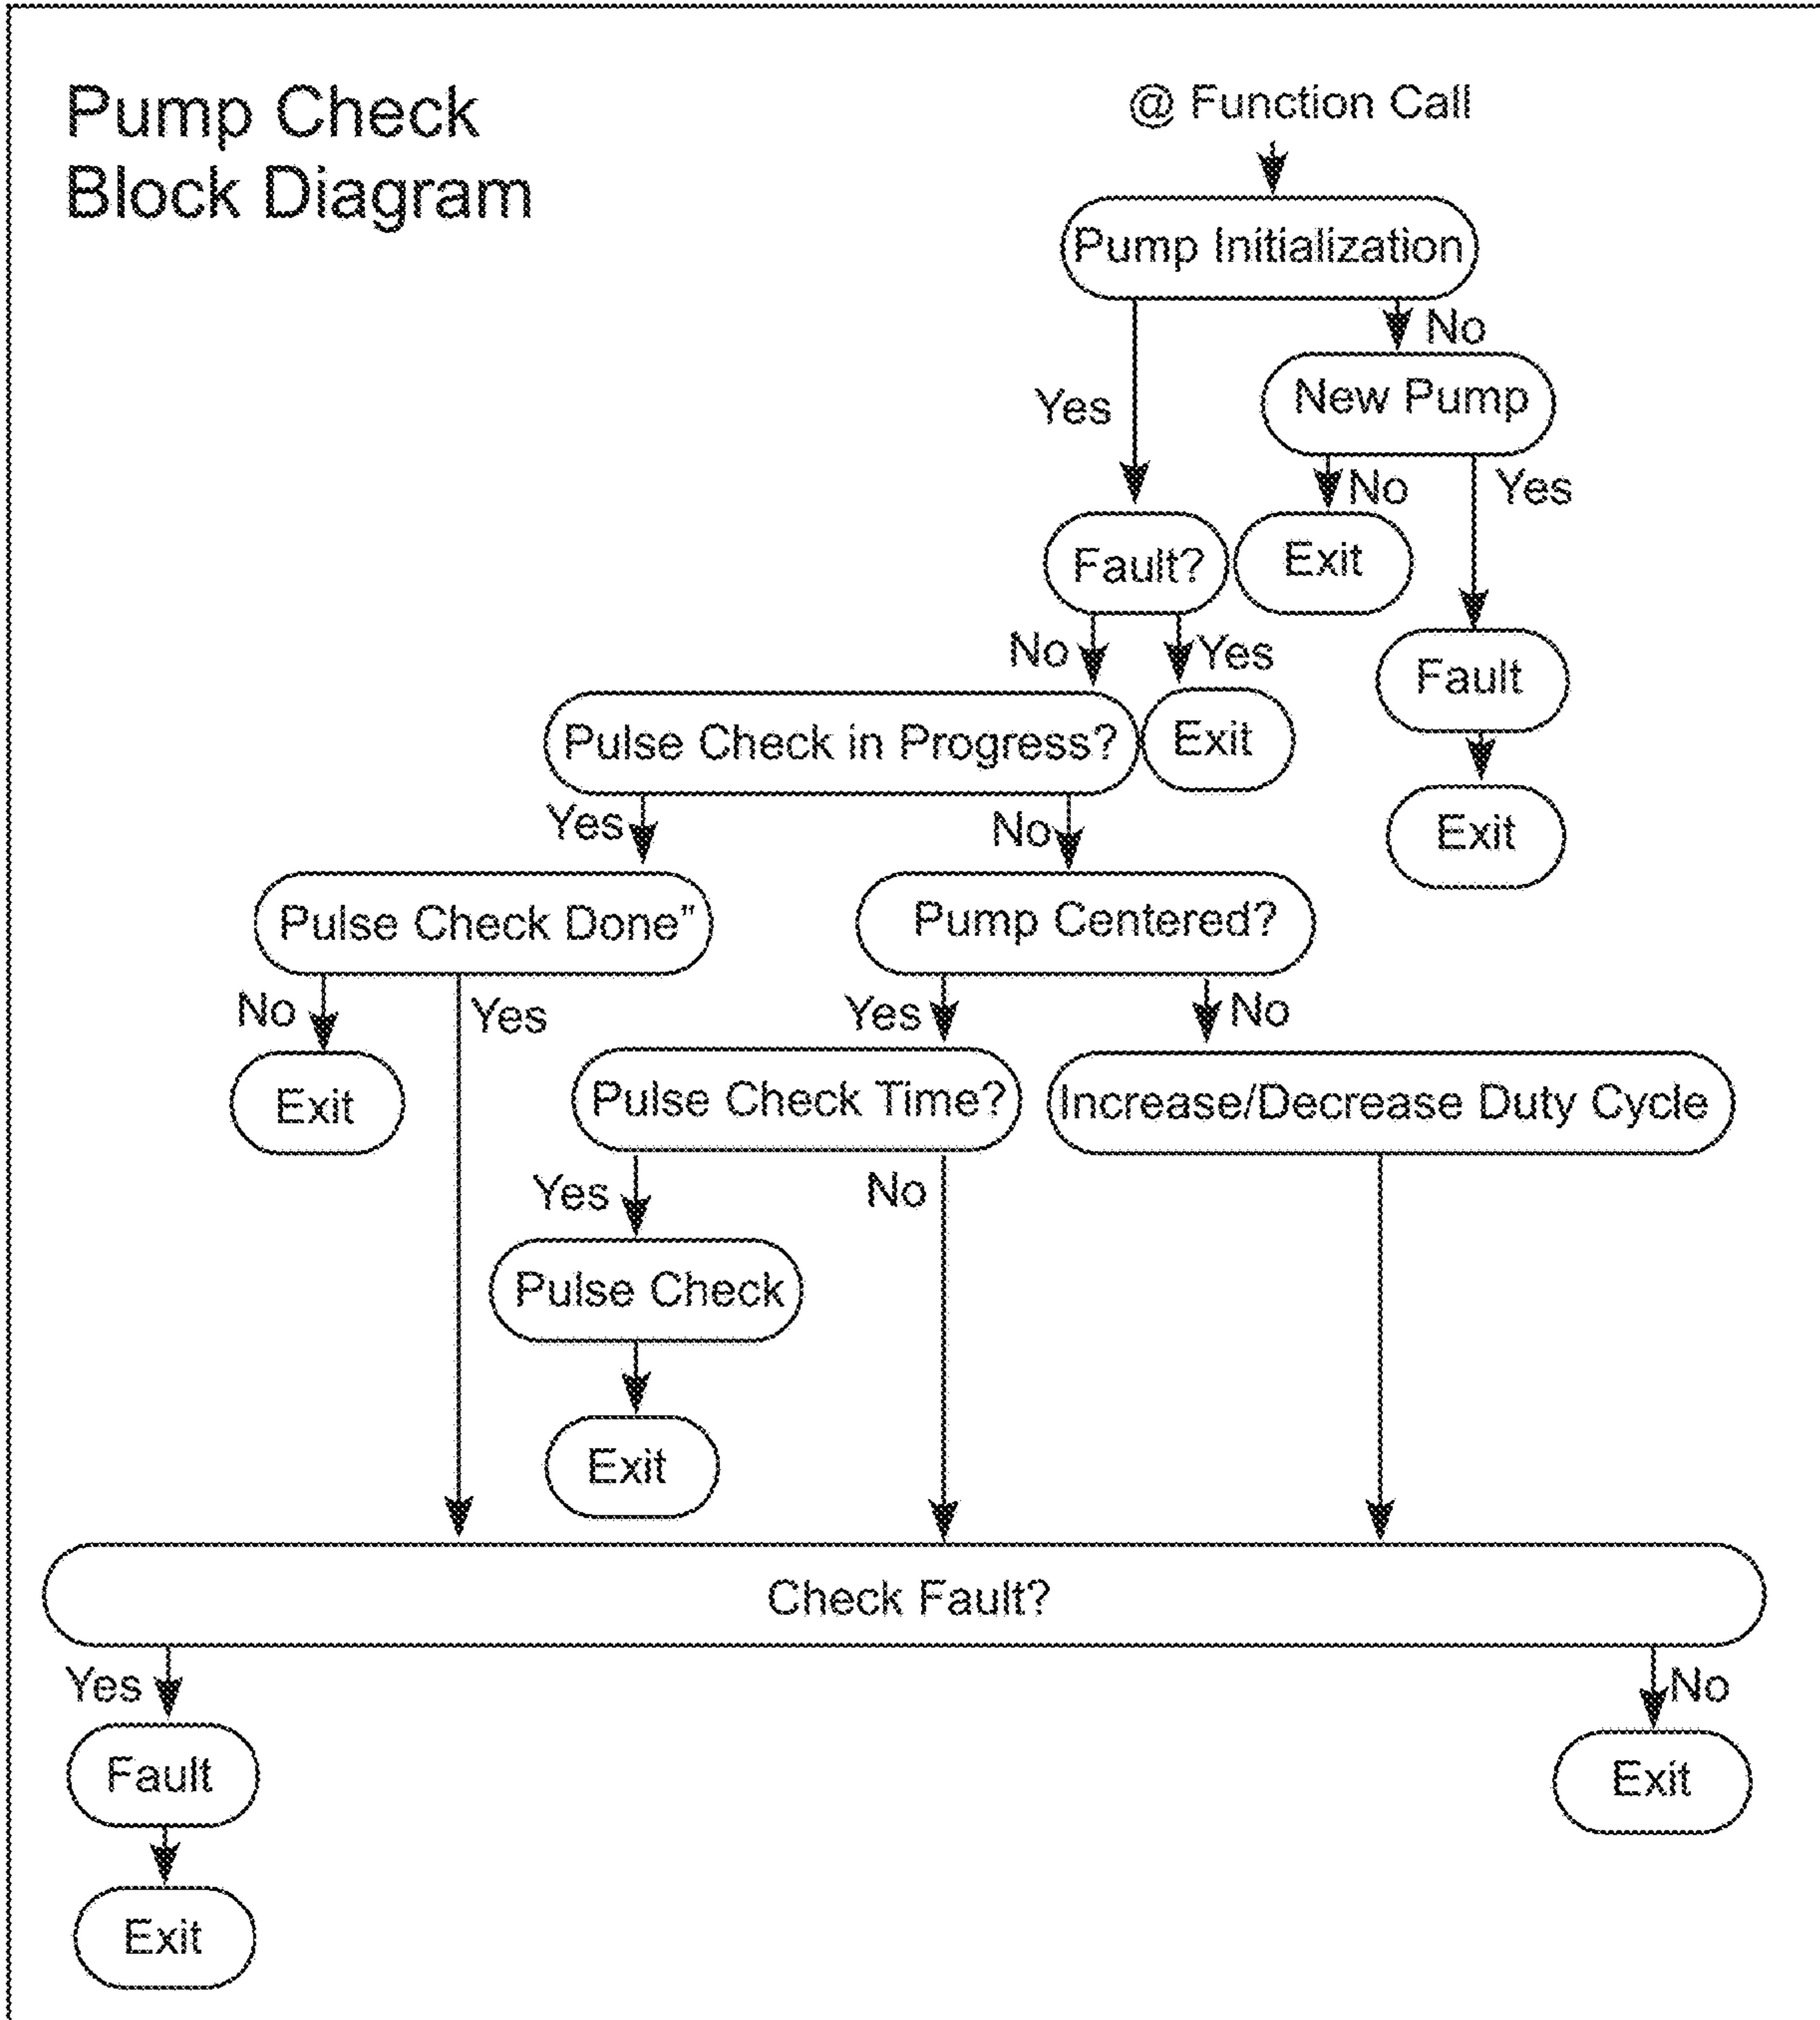 Pump Check
Block Diagram
@ Function Call
Pump Initialization
No
Yes
New Pump
No
Yes
Fault?
Exit
No
Yes
Fault
Pulse Check in Progress?
Exit
Yes
No
Exit
Pulse Check Done"
Pump Centered?
No
Yes
Yes
No
Exit
Pulse Check Time?
Increase/Decrease Duty Cycle
Yes
No
Pulse Check
Exit
Check Fault?
Yes
No
Fault
Exit
Exit